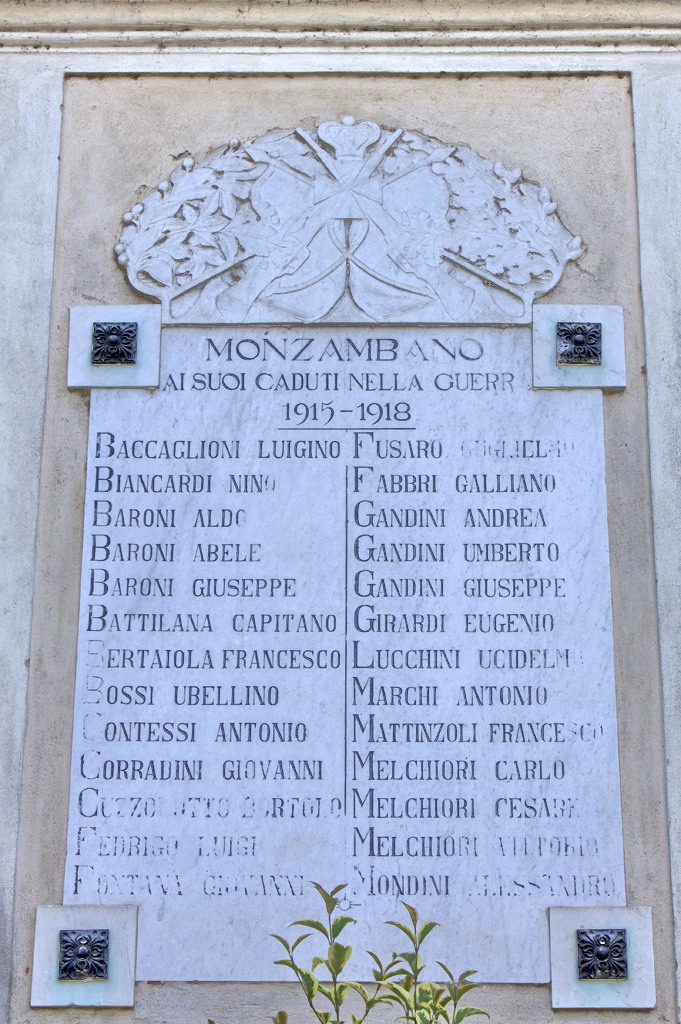 MONZAMBANO
AI SUOI CADUTI NELLA GUERR
1915-1918
BACCAGLIONI LUIGINO
BIANCARDI NINO
BARONI ALDO
BARONI ABELE
BARONI GIUSEPPE
BATTILANA CAPITANO
BERTAIOLA FRANCESCO
BOSSI UBELLINO
CONTESSI ANTONIO
CORRADINI GIOVANNI
BORTOLO
FEDRIGO LUIGI
FONTANA GIOVANNI
FUSARO GUGLIELMO
FABBRI GALLIANO
GANDINI ANDREA
GANDINI UMBERTO
GANDINI GIUSEPPE
GIRARDI EUGENIO
LUCCHINI
MARCHI ANTONIO
MATTINZOLI FRANCESCO
MELCHIORI CARLO
MELCHIORI CESARE
MELCHIORI VITTORIO
MONDINI ALESSANDRO